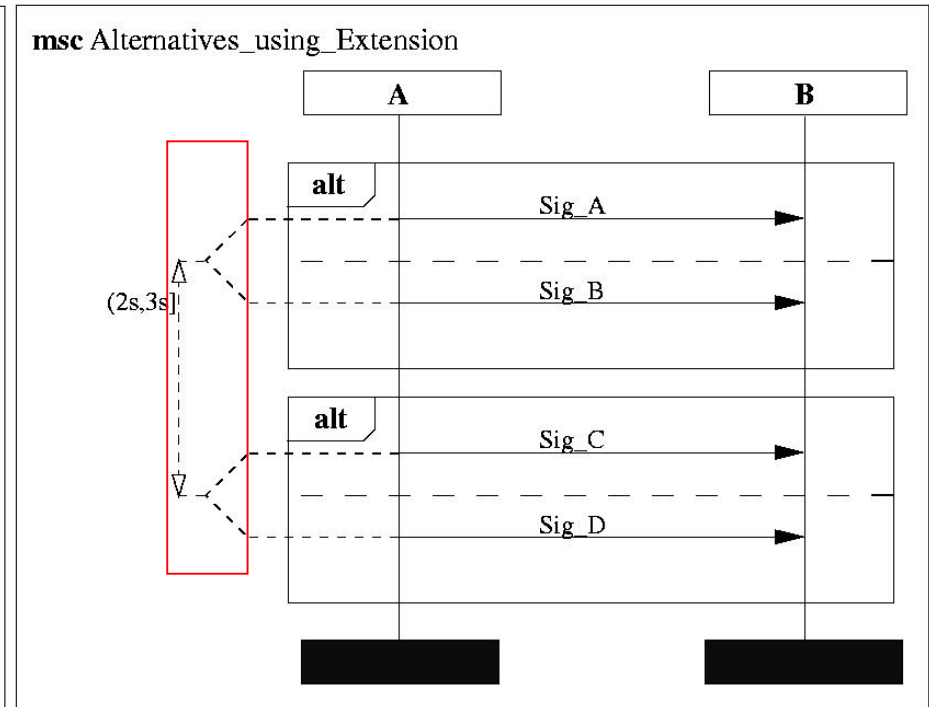 msc Alternatives_using_Extension
A
B
alt
Sig_A
(2s,3s]
Sig_B
alt
Sig_C
Sig_D